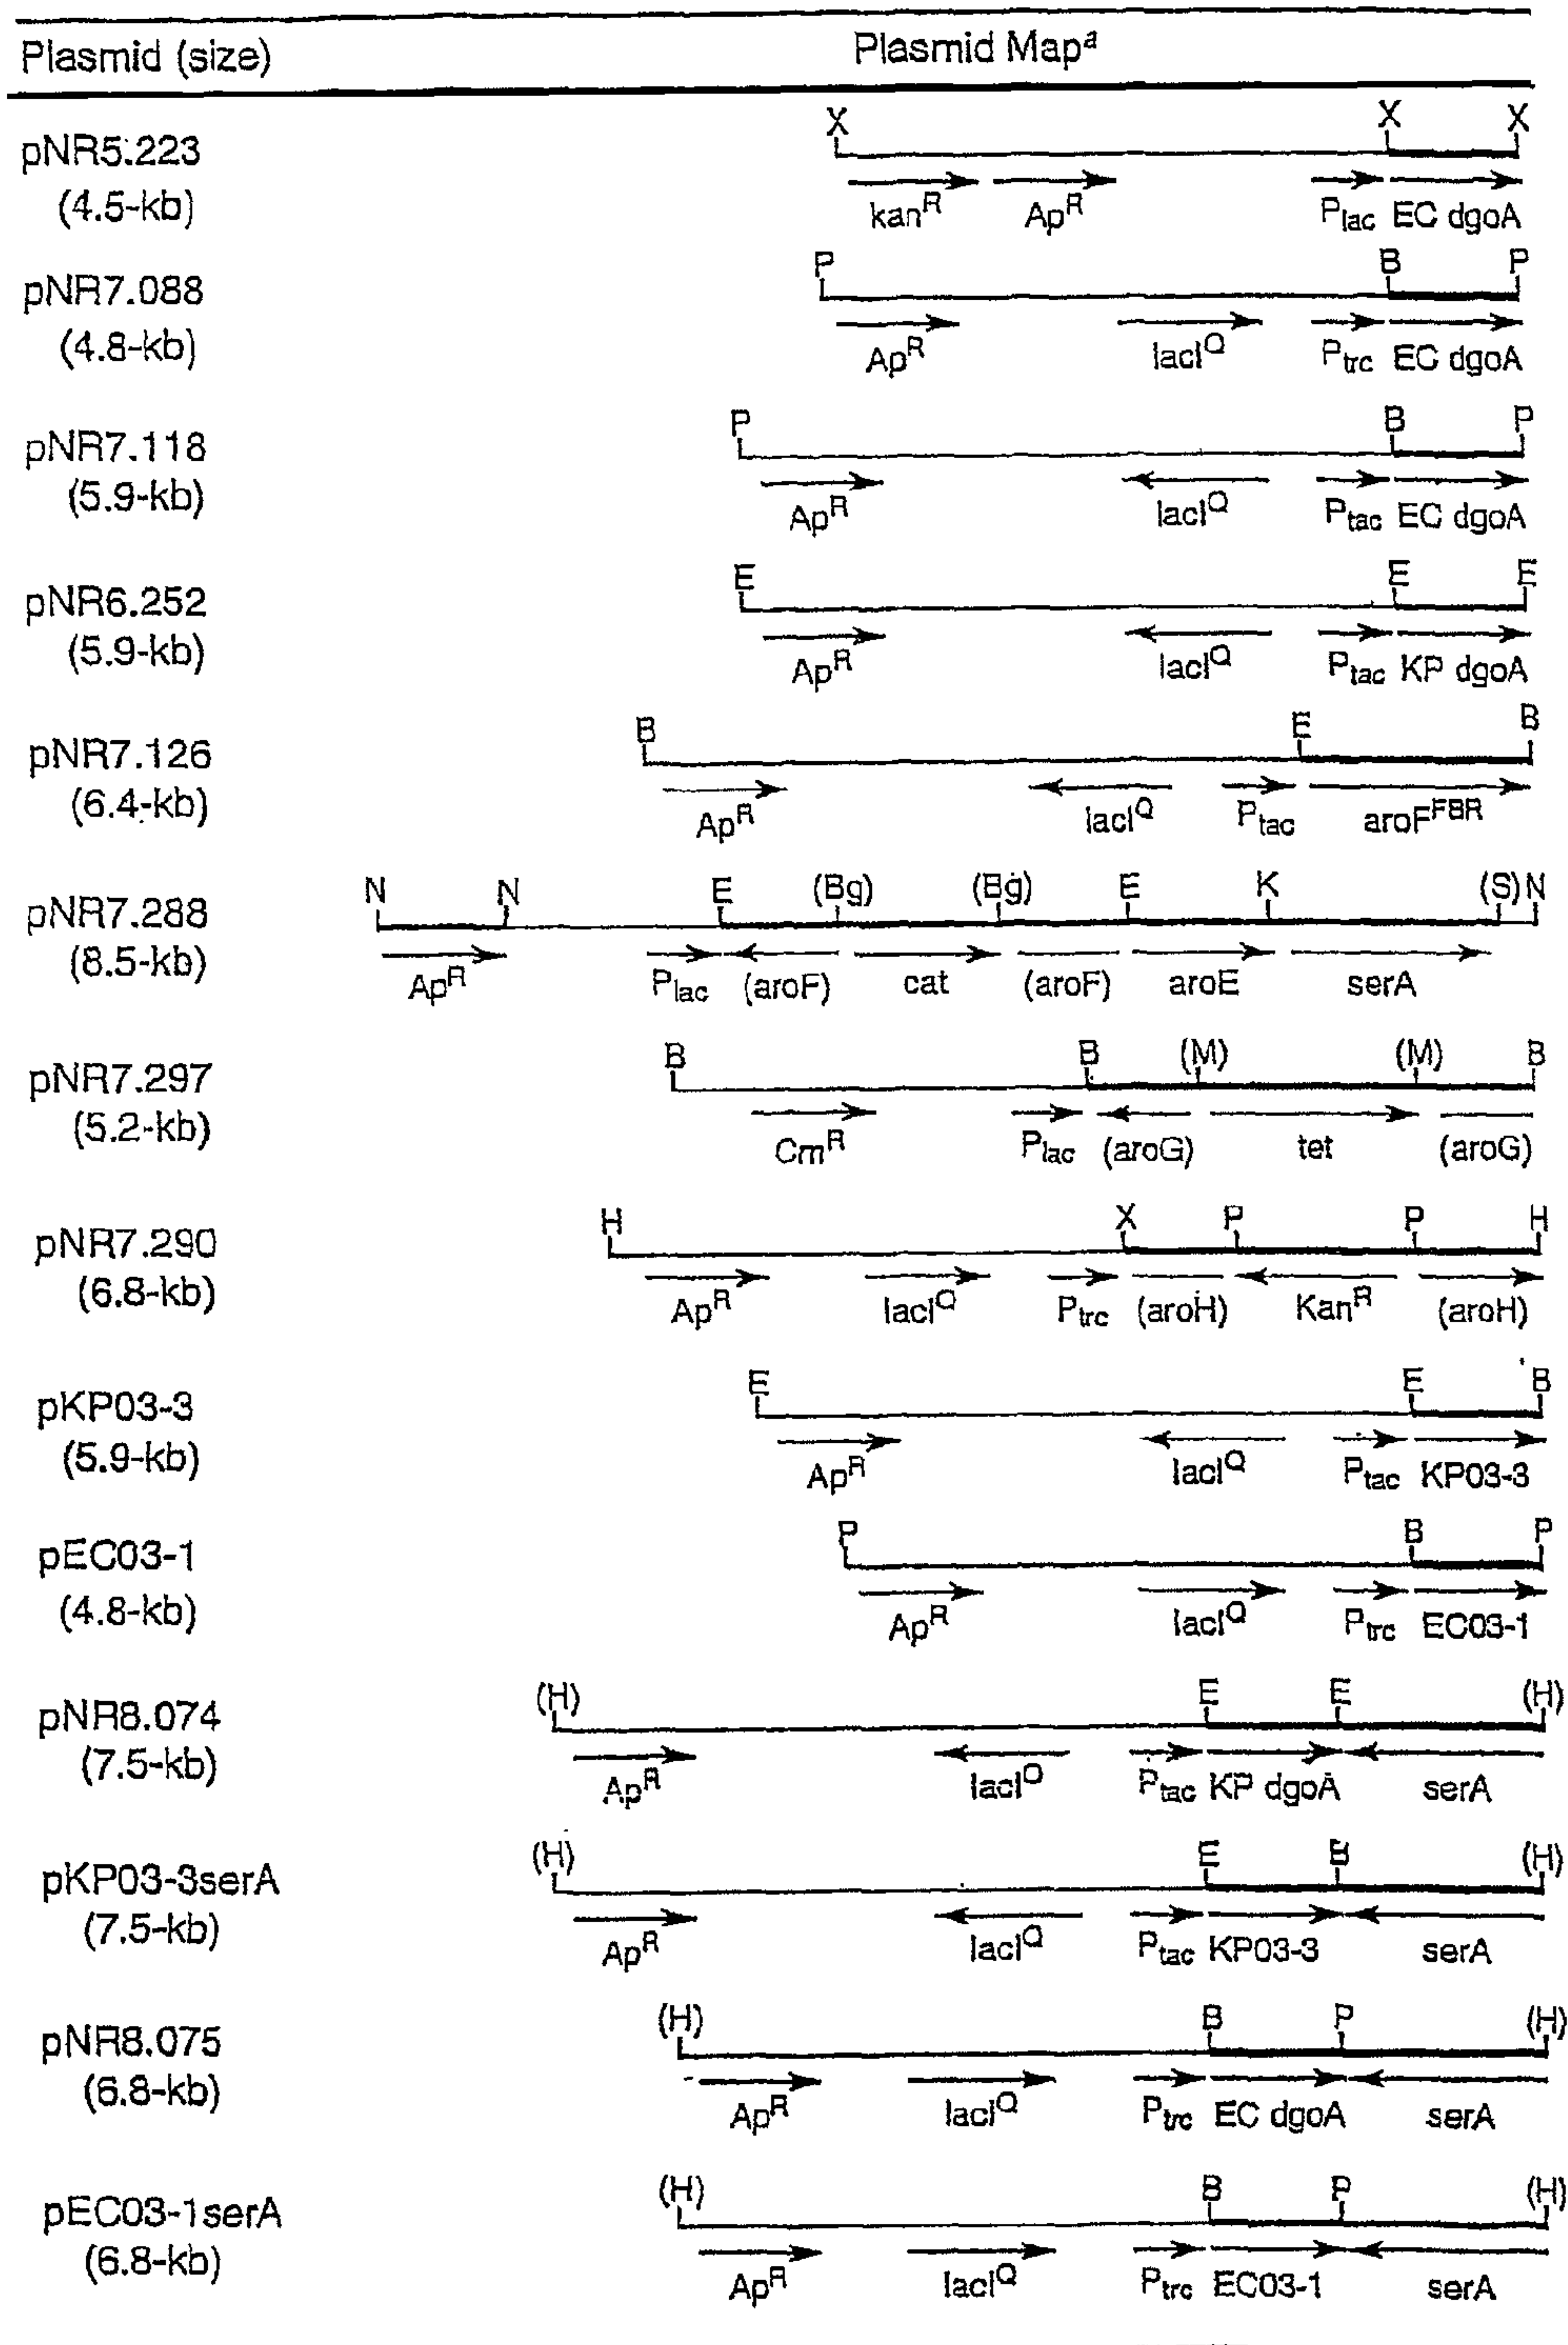 Plasmid (size) Plasmid Map^a
X X X
pNR5.223
(4.5-kb)
kan^R Ap^R P_lac EC dgoA
P B P
pNR7.088
(4.8-kb)
Ap^R lacI^Q P_trc EC dgoA
P B P
pNR7.118
(5.9-kb)
Ap^R lacI^Q P_tac EC dgoA
E E E
pNR6.252
(5.9-kb)
Ap^R lacI^Q P_tac KP dgoA
B E B
pNR7.126
(6.4-kb)
Ap^R lacI^Q P_tac aroF^FBR
N N E (Bg) (Bg) E K (S) N
pNR7.288
(8.5-kb)
Ap^R P_lac (aroF) cat (aroF) aroE serA
B B (M) (M) B
pNR7.297
(5.2-kb)
Cm^R P_lac (aroG) tet (aroG)
H X P P H
pNR7.290
(6.8-kb)
Ap^R lacI^Q P_trc (aroH) Kan^R (aroH)
E E B
pKP03-3
(5.9-kb)
Ap^R lacI^Q P_tac KP03-3
P B P
pEC03-1
(4.8-kb)
Ap^R lacI^Q P_trc EC03-1
(H) E E (H)
pNR8.074
(7.5-kb)
Ap^R lacI^Q P_tac KP dgoA serA
(H) E B (H)
pKP03-3serA
(7.5-kb)
Ap^R lacI^Q P_tac KP03-3 serA
(H) B P (H)
pNR8.075
(6.8-kb)
Ap^R lacI^Q P_trc EC dgoA serA
(H) B P (H)
pEC03-1serA
(6.8-kb)
Ap^R lacI^Q P_trc EC03-1 serA